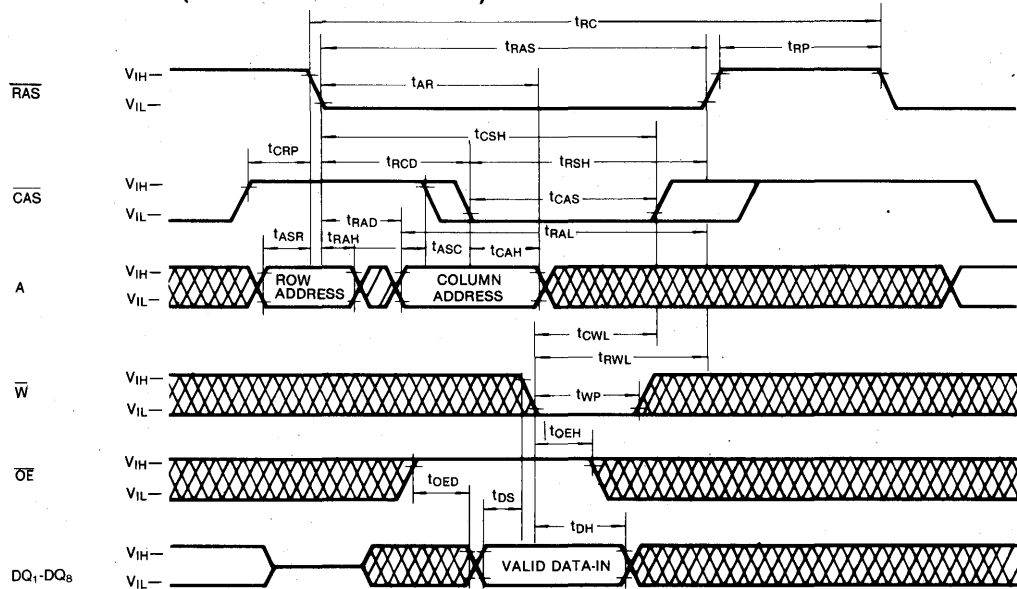 tRC
tRAS
tRP
RAS
VIH—
VIL—
tAR
tCSH
tCRP
tRCD
tRSH
CAS
VIH—
VIL—
tCAS
tRAD
tRAL
tASR
tRAH
tASC
tCAH
A
VIH—
VIL—
ROW
ADDRESS
COLUMN
ADDRESS
tCWL
tRWL
W
VIH—
VIL—
tWP
tOEH
OE
VIH—
VIL—
tOED
tDS
tDH
DQ1-DQ8
VIH—
VIL—
VALID DATA-IN